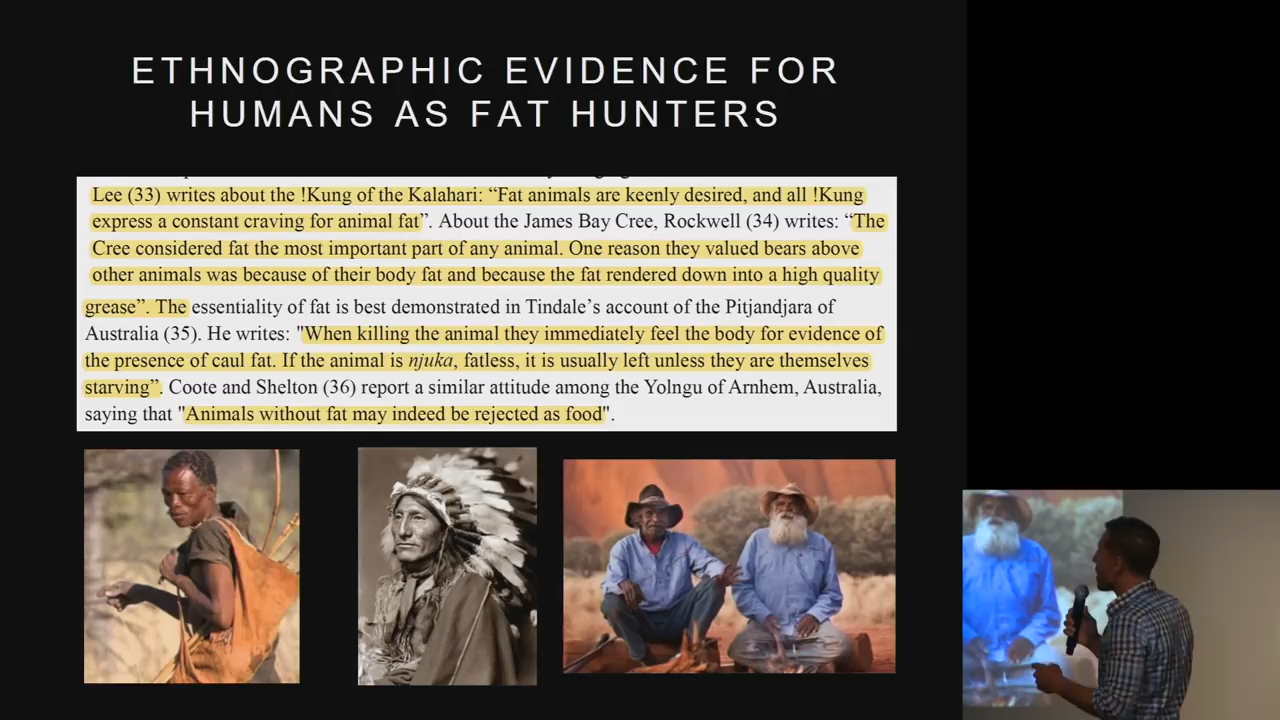 ETHNOGRAPHIC EVIDENCE FOR
HUMANS AS FAT HUNTERS
Lee (33) writes about the !Kung of the Kalahari: “Fat animals are keenly desired, and all !Kung
express a constant craving for animal fat”. About the James Bay Cree, Rockwell (34) writes: “The
Cree considered fat the most important part of any animal. One reason they valued bears above
other animals was because of their body fat and because the fat rendered down into a high quality
grease”. The essentiality of fat is best demonstrated in Tindale’s account of the Pitjandjara of
Australia (35). He writes: "When killing the animal they immediately feel the body for evidence of
the presence of caul fat. If the animal is njuka, fatless, it is usually left unless they are themselves
starving”. Coote and Shelton (36) report a similar attitude among the Yolngu of Arnhem, Australia,
saying that "Animals without fat may indeed be rejected as food".